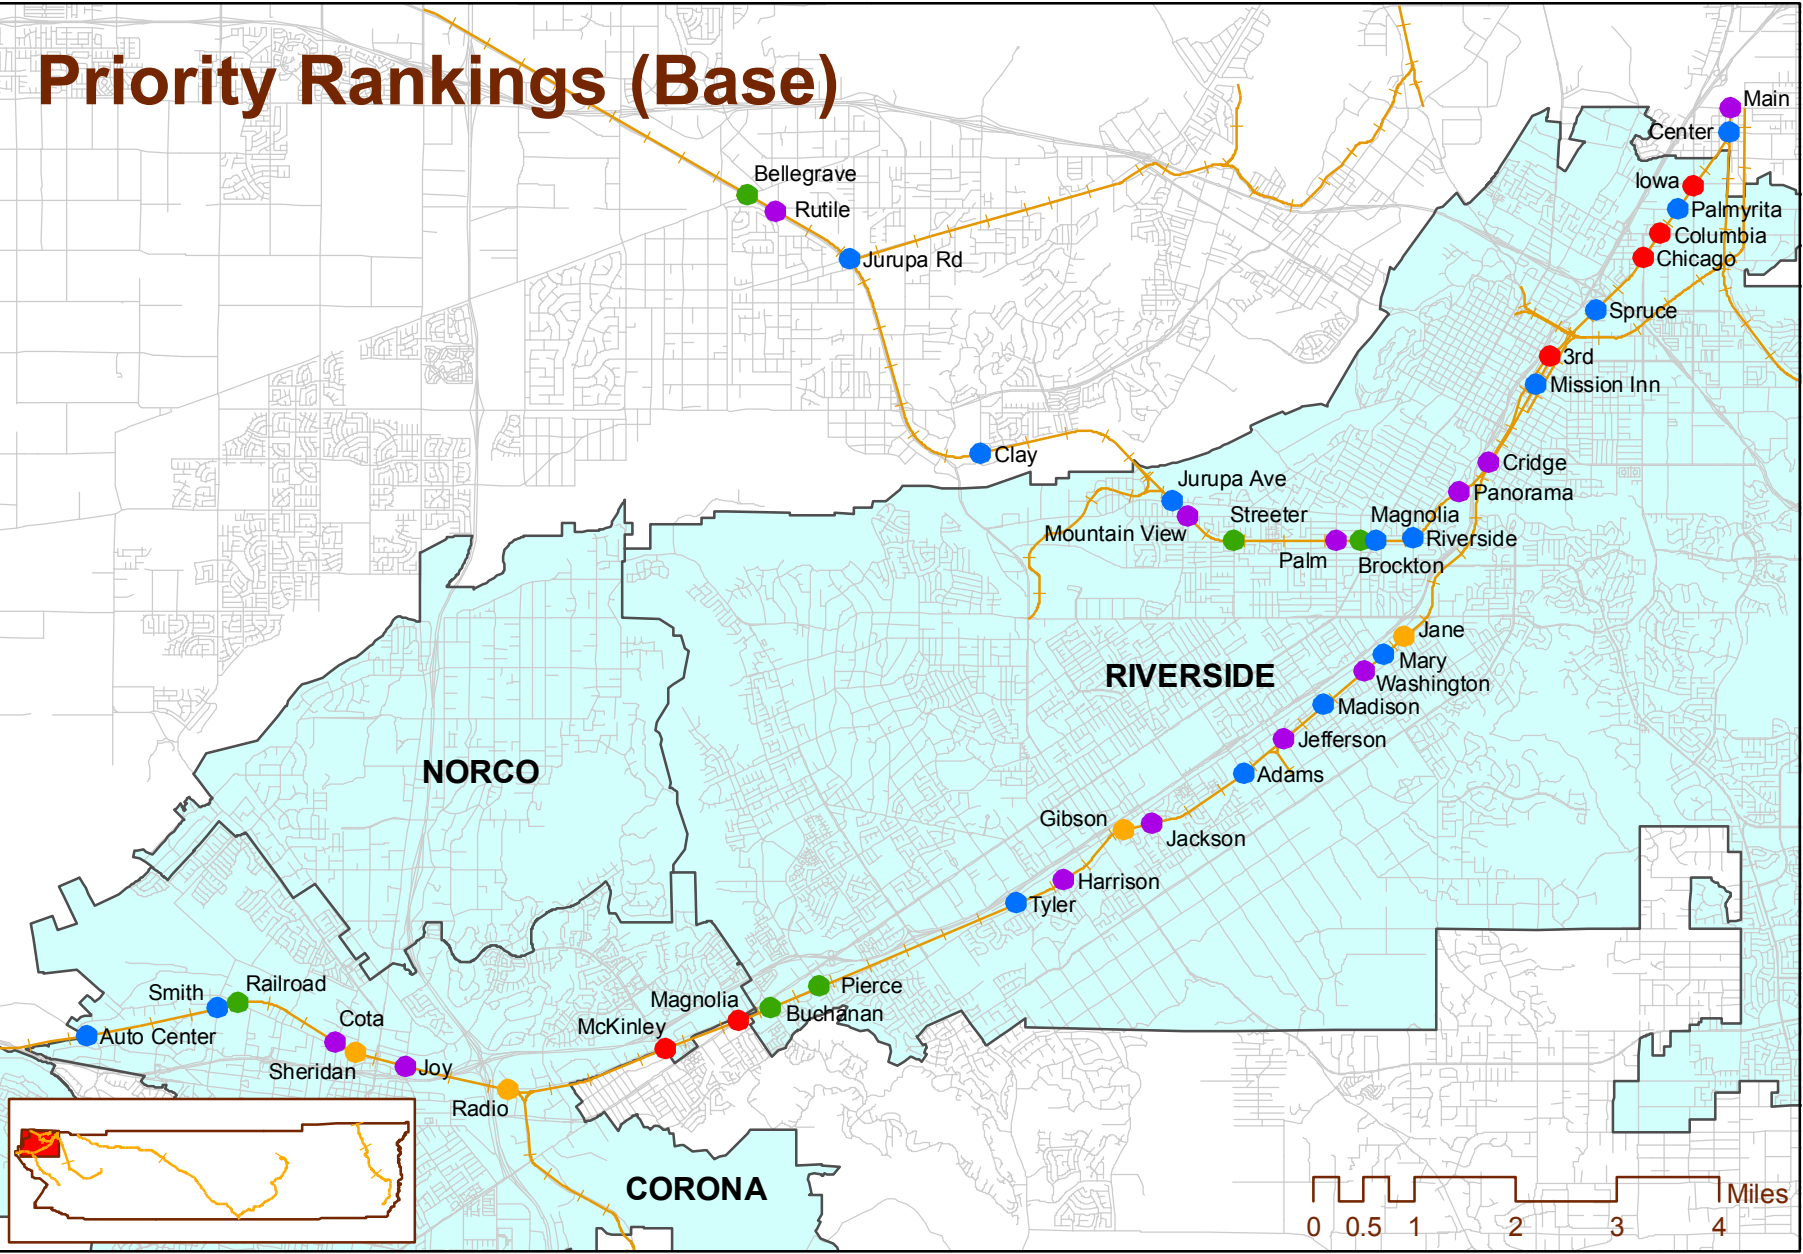 Priority Rankings (Base)
Main
Center
Bellegrave
Iowa
Rutile
Palmyrita
Columbia
Jurupa Rd
Chicago
Spruce
3rd
Mission Inn
Clay
Cridge
Jurupa Ave
Panorama
Streeter
Magnolia
Mountain View
Riverside
Palm
Brockton
Jane
Mary
RIVERSIDE
Washington
Madison
Jefferson
NORCO
Adams
Gibson
Jackson
Harrison
Tyler
Railroad
Pierce
Smith
Magnolia
Buchanan
Cota
McKinley
Auto Center
Sheridan
Joy
Radio
CORONA
Miles
0 0.5 1 2 3 4